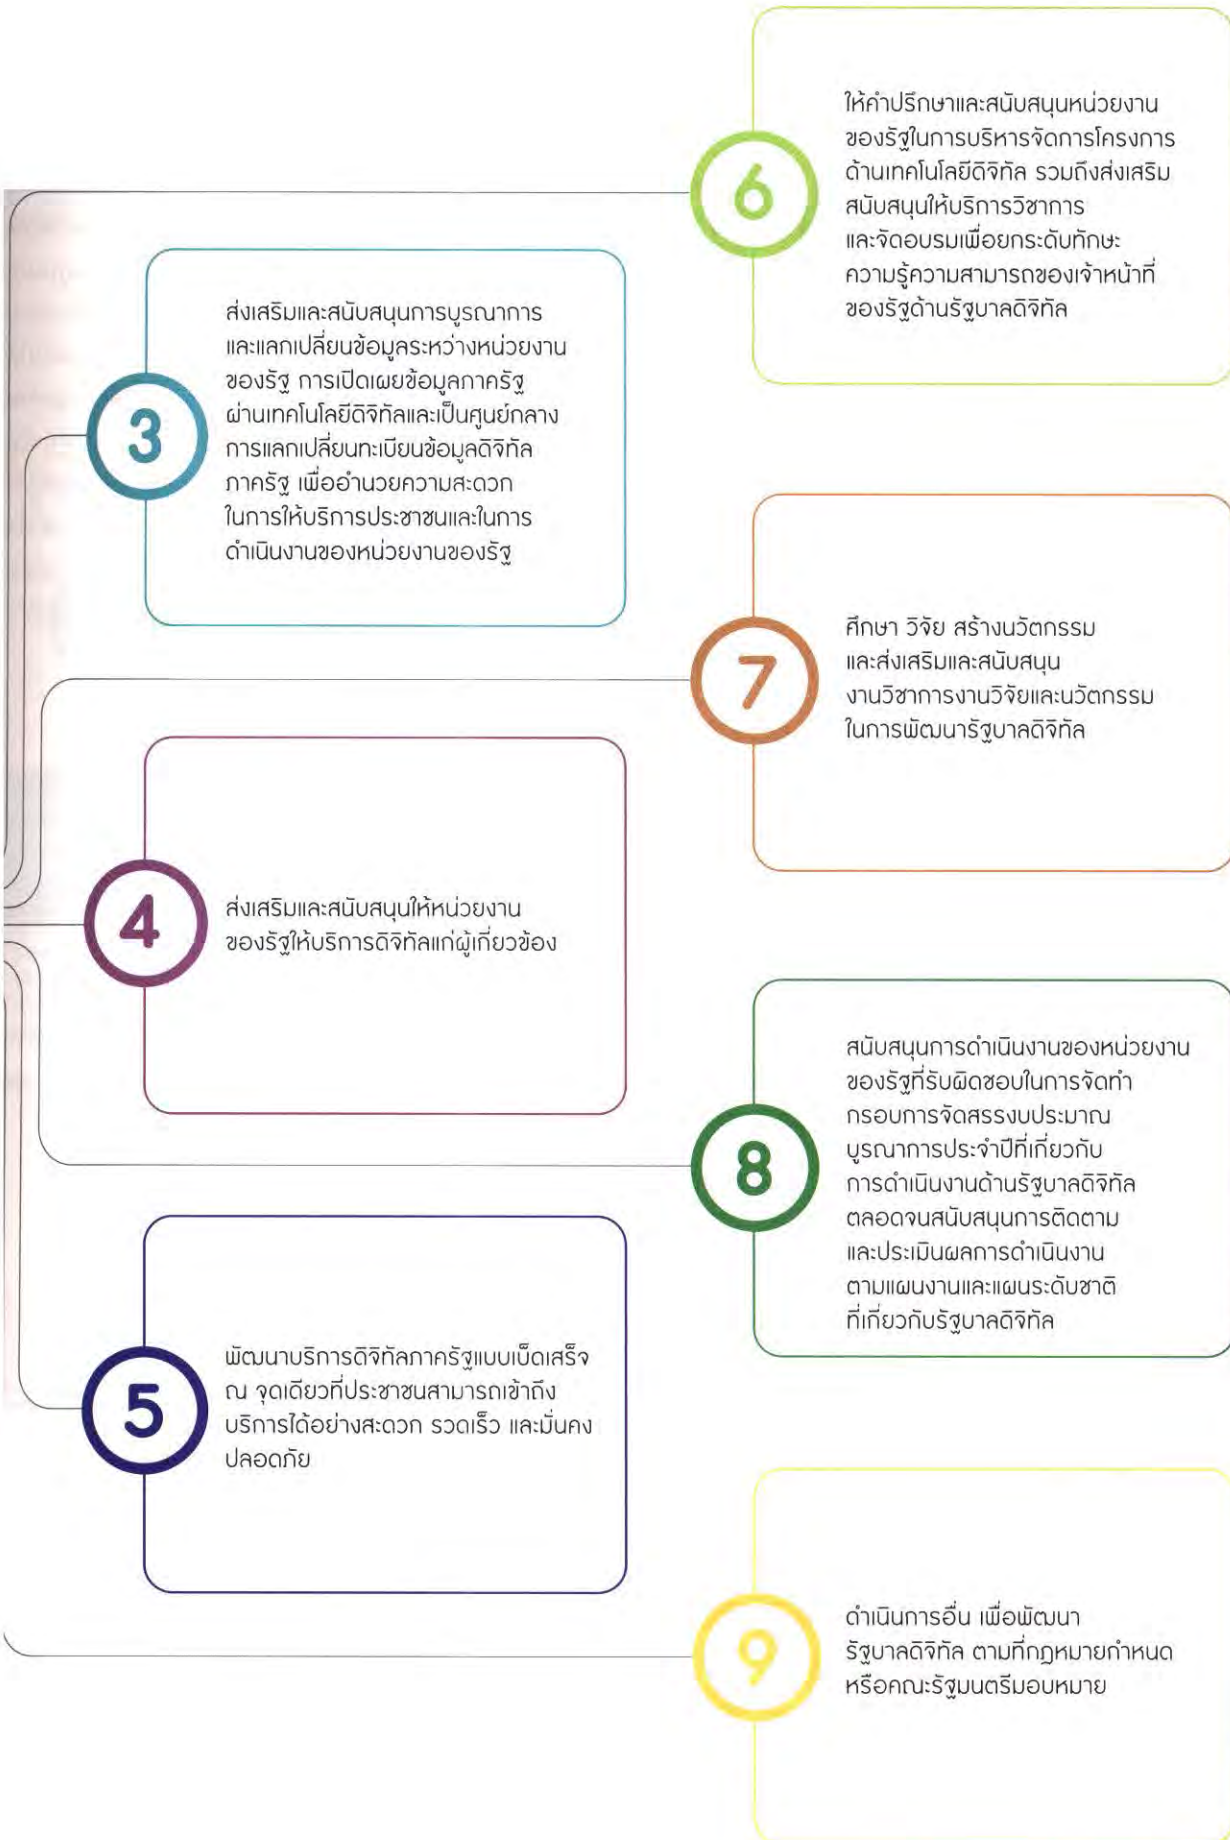 3
ส่งเสริมและสนับสนุนการบูรณาการ
และแลกเปลี่ยนข้อมูลระหว่างหน่วยงาน
ของรัฐ การเปิดเผยข้อมูลภาครัฐ
ผ่านเทคโนโลยีดิจิทัลและเป็นศูนย์กลาง
การแลกเปลี่ยนทะเบียนข้อมูลดิจิทัล
ภาครัฐ เพื่ออำนวยความสะดวก
ในการให้บริการประชาชนและในการ
ดำเนินงานของหน่วยงานของรัฐ
4
ส่งเสริมและสนับสนุนให้หน่วยงาน
ของรัฐให้บริการดิจิทัลแก่ผู้เกี่ยวข้อง
5
พัฒนาบริการดิจิทัลภาครัฐแบบเบ็ดเสร็จ
ณ จุดเดียวที่ประชาชนสามารถเข้าถึง
บริการได้อย่างสะดวก รวดเร็ว และมั่นคง
ปลอดภัย
6
ให้คำปรึกษาและสนับสนุนหน่วยงาน
ของรัฐในการบริหารจัดการโครงการ
ด้านเทคโนโลยีดิจิทัล รวมถึงส่งเสริม
สนับสนุนให้บริการวิชาการ
และจัดอบรมเพื่อยกระดับทักษะ
ความรู้ความสามารถของเจ้าหน้าที่
ของรัฐด้านรัฐบาลดิจิทัล
7
ศึกษา วิจัย สร้างนวัตกรรม
และส่งเสริมและสนับสนุน
งานวิชาการงานวิจัยและนวัตกรรม
ในการพัฒนารัฐบาลดิจิทัล
8
สนับสนุนการดำเนินงานของหน่วยงาน
ของรัฐที่รับผิดชอบในการจัดทำ
กรอบการจัดสรรงบประมาณ
บูรณาการประจำปีที่เกี่ยวกับ
การดำเนินงานด้านรัฐบาลดิจิทัล
ตลอดจนสนับสนุนการติดตาม
และประเมินผลการดำเนินงาน
ตามแผนงานและแผนระดับชาติ
ที่เกี่ยวกับรัฐบาลดิจิทัล
9
ดำเนินการอื่น เพื่อพัฒนา
รัฐบาลดิจิทัล ตามที่กฎหมายกำหนด
หรือคณะรัฐมนตรีมอบหมาย